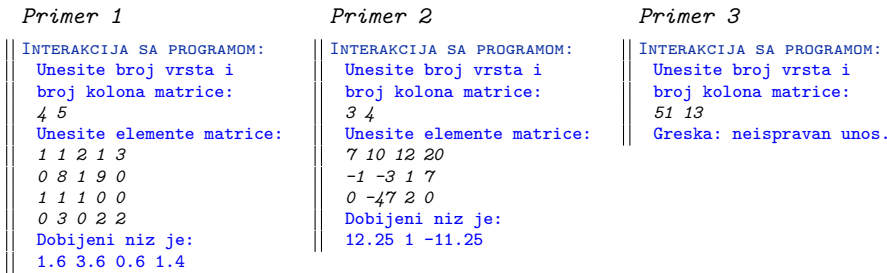 Primer 1
INTERAKCIJA SA PROGRAMOM:
Unesite broj vrsta i
broj kolona matrice:
4 5
Unesite elemente matrice:
1 1 2 1 3
0 8 1 9 0
1 1 1 0 0
0 3 0 2 2
Dobijeni niz je:
1.6 3.6 0.6 1.4
Primer 2
INTERAKCIJA SA PROGRAMOM:
Unesite broj vrsta i
broj kolona matrice:
3 4
Unesite elemente matrice:
7 10 12 20
-1 -3 1 7
0 -47 2 0
Dobijeni niz je:
12.25 1 -11.25
Primer 3
INTERAKCIJA SA PROGRAMOM:
Unesite broj vrsta i
broj kolona matrice:
51 13
Greska: neispravan unos.